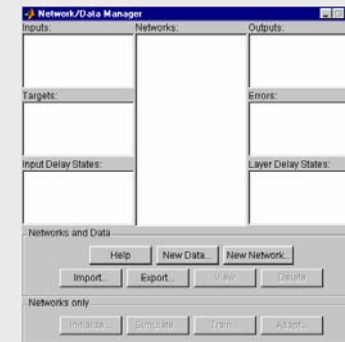 Network/Data Manager
Inputs: Networks: Outputs:
Targets: Errors:
Input Delay States: Layer Delay States:
Networks and Data
Help New Data... New Network...
Import... Export... View Delete
Networks only
Initialize... Simulate... Train... Adapt...